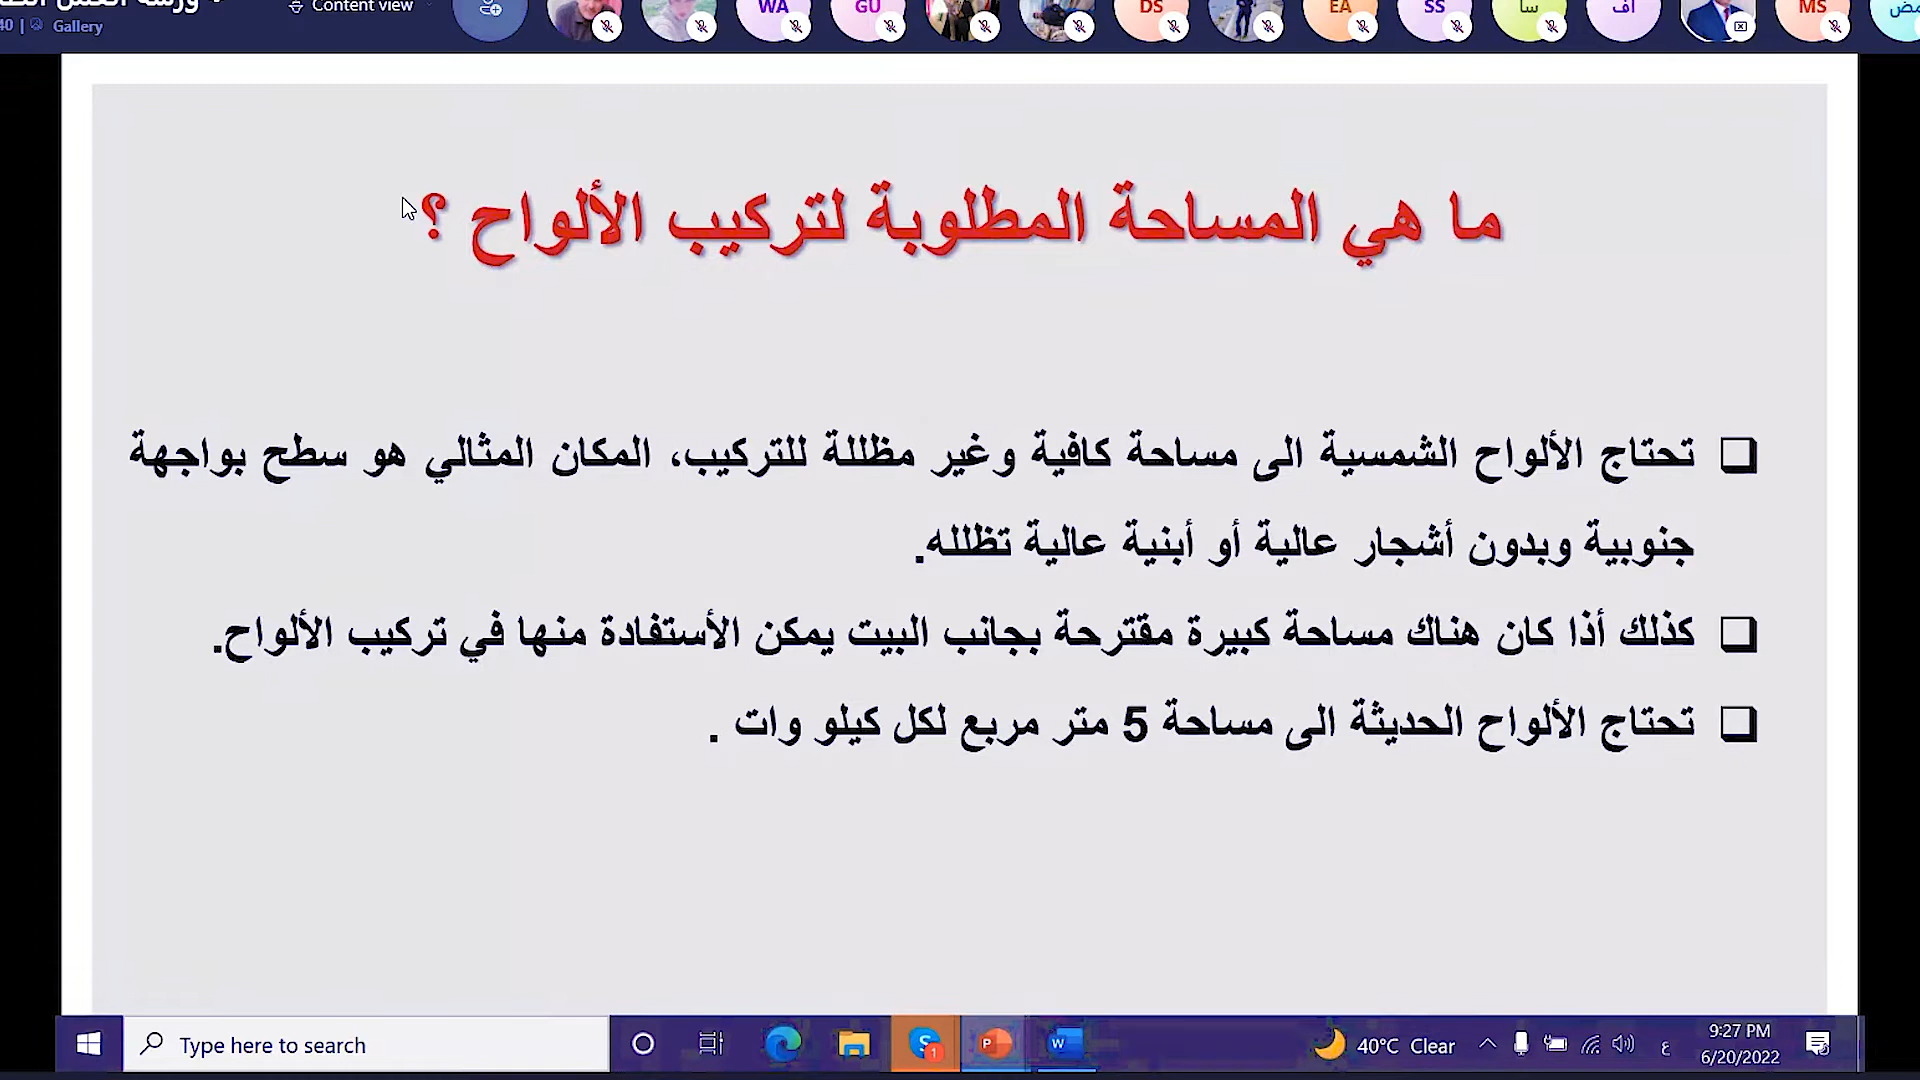 Content view
Gallery
WA
GU
DS
EA
SS
سا
اف
MS
ما هي المساحة المطلوبة لتركيب الألواح ؟
تحتاج الألواح الشمسية الى مساحة كافية وغير مظللة للتركيب، المكان المثالي هو سطح بواجهة
جنوبية وبدون أشجار عالية أو أبنية عالية تظلله.
كذلك أذا كان هناك مساحة كبيرة مقترحة بجانب البيت يمكن الأستفادة منها في تركيب الألواح.
تحتاج الألواح الحديثة الى مساحة 5 متر مربع لكل كيلو وات .
Type here to search
40°C Clear
ع
9:27 PM
6/20/2022